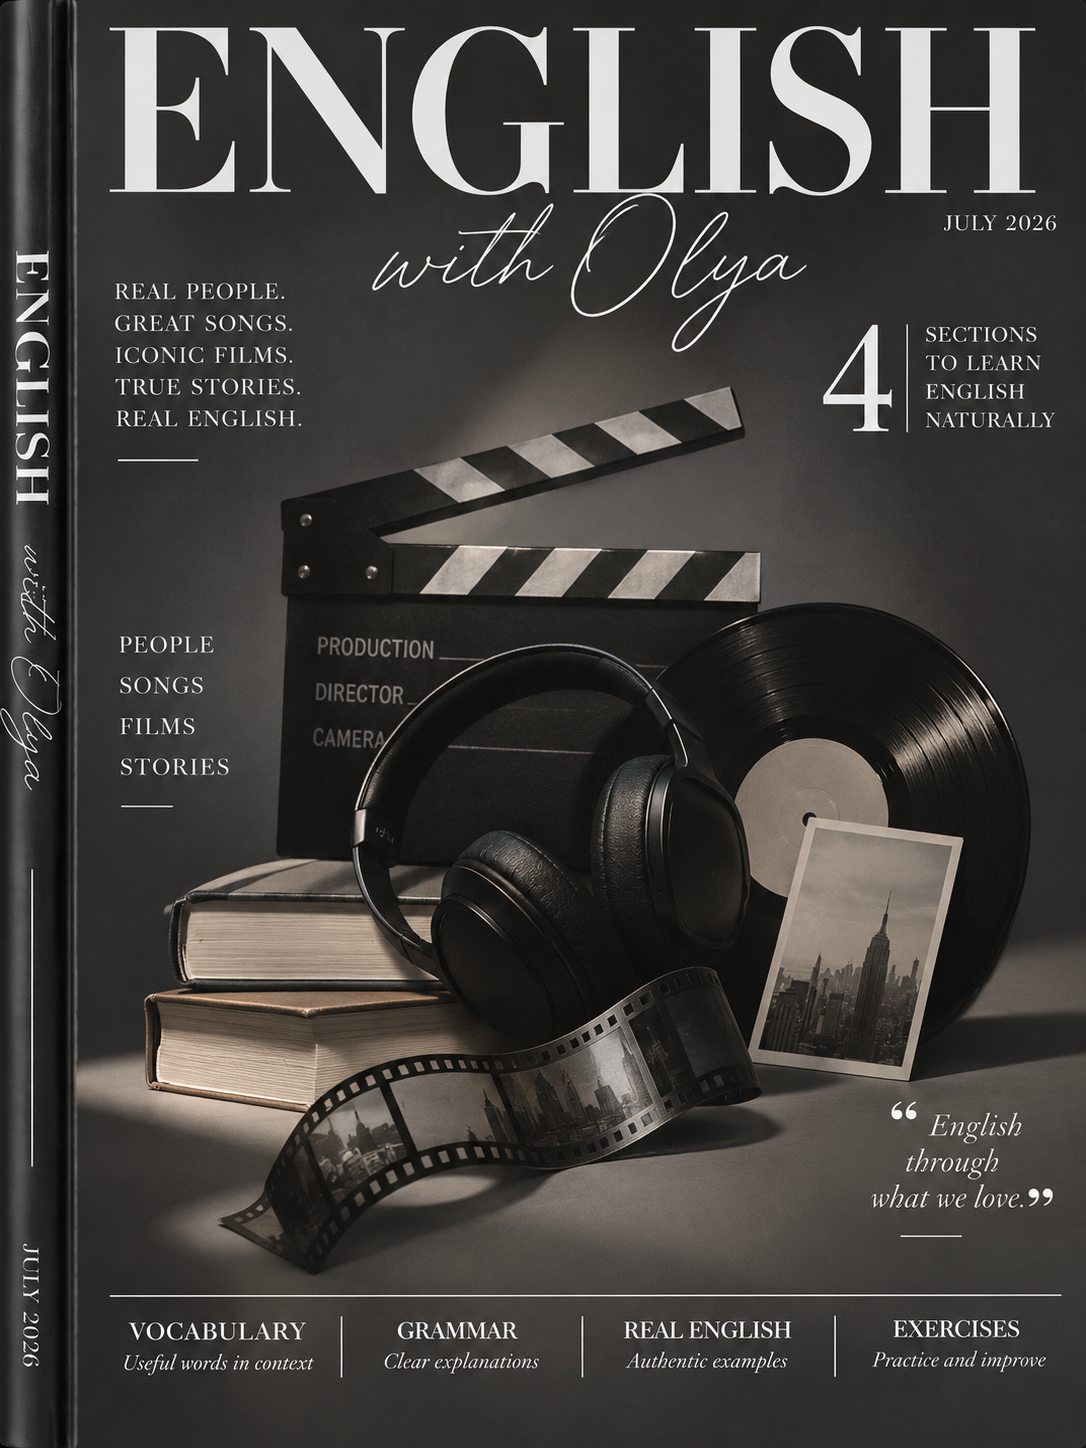 ENGLISH
with Olya
JULY 2026
REAL PEOPLE.
GREAT SONGS.
ICONIC FILMS.
TRUE STORIES.
REAL ENGLISH.
4
SECTIONS
TO LEARN
ENGLISH
NATURALLY
PEOPLE
SONGS
FILMS
STORIES
PRODUCTION
DIRECTOR
CAMERA
“ English
through
what we love.”
VOCABULARY
Useful words in context
GRAMMAR
Clear explanations
REAL ENGLISH
Authentic examples
EXERCISES
Practice and improve
ENGLISH with Olya
JULY 2026